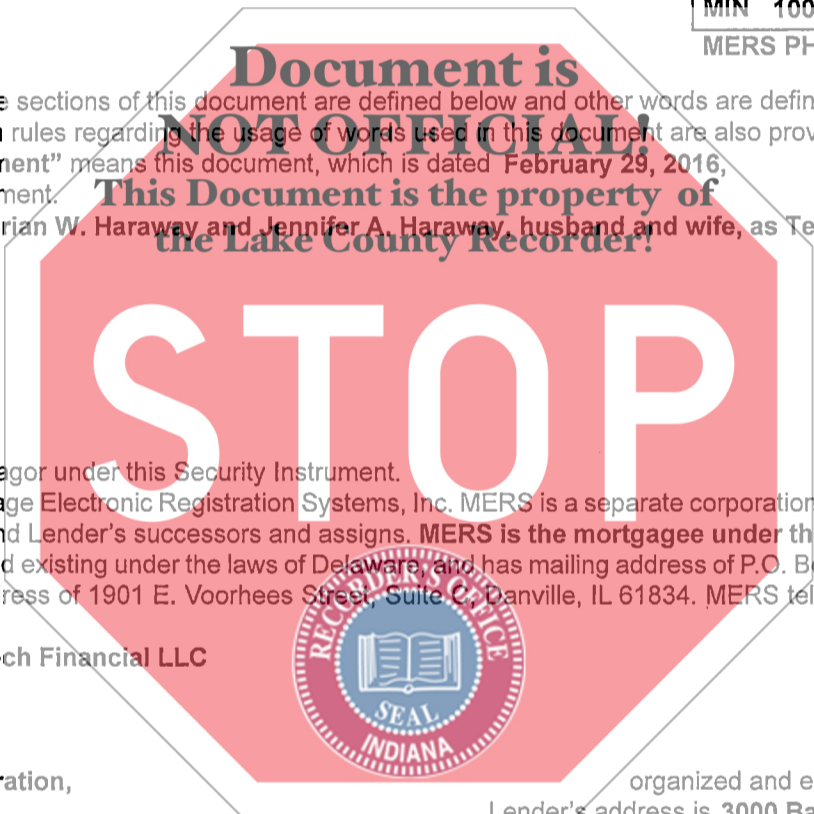 MIN 100
MERS PH
Document is
e sections of this document are defined below and other words are defin
n rules regarding the usage of words used in this document are also prov
NOT OFFICIAL!
ment” means this document, which is dated February 29, 2016,
ment.
This Document is the property of
rian W. Haraway and Jennifer A. Haraway, husband and wife, as Te
the Lake County Recorder!
STOP
agor under this Security Instrument.
age Electronic Registration Systems, Inc. MERS is a separate corporation
nd Lender’s successors and assigns. MERS is the mortgagee under th
d existing under the laws of Delaware, and has mailing address of P.O. Bo
ress of 1901 E. Voorhees Street, Suite C, Danville, IL 61834. MERS tel
RECORDER'S OFFICE
ch Financial LLC
SEAL
INDIANA
ration,
organized and e
Lender's address is 3000 Ba